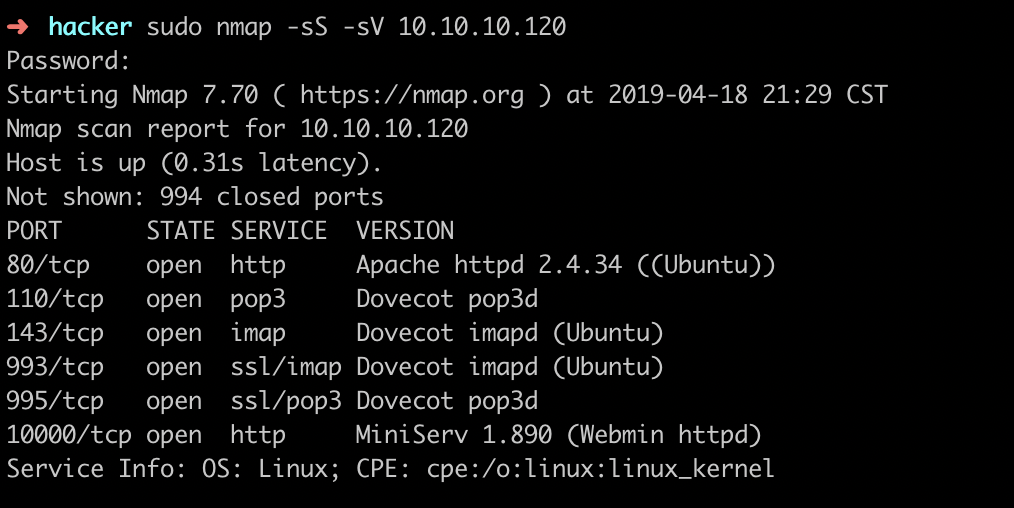 ➜ hacker sudo nmap -sS -sV 10.10.10.120
Password:
Starting Nmap 7.70 ( https://nmap.org ) at 2019-04-18 21:29 CST
Nmap scan report for 10.10.10.120
Host is up (0.31s latency).
Not shown: 994 closed ports
PORT      STATE SERVICE  VERSION
80/tcp    open  http     Apache httpd 2.4.34 ((Ubuntu))
110/tcp   open  pop3     Dovecot pop3d
143/tcp   open  imap     Dovecot imapd (Ubuntu)
993/tcp   open  ssl/imap Dovecot imapd (Ubuntu)
995/tcp   open  ssl/pop3 Dovecot pop3d
10000/tcp open  http     MiniServ 1.890 (Webmin httpd)
Service Info: OS: Linux; CPE: cpe:/o:linux:linux_kernel